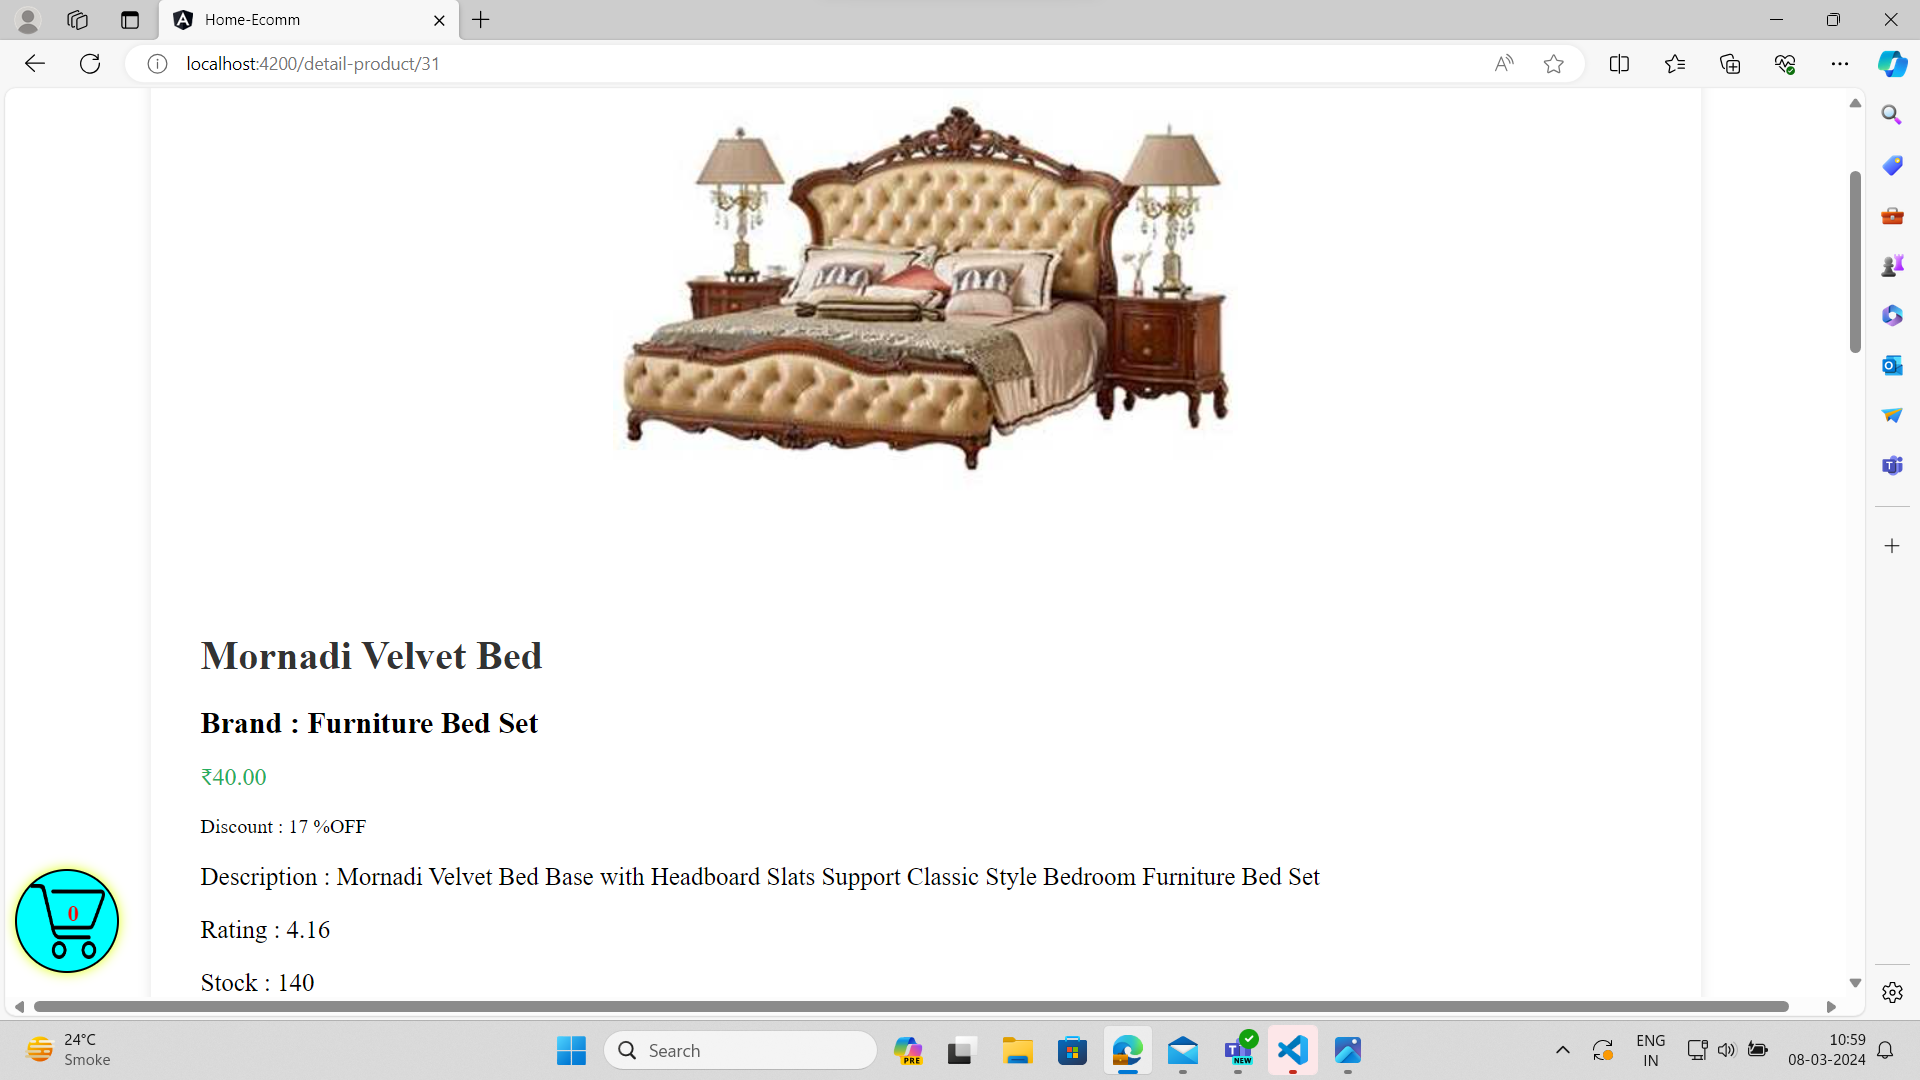 Home-Ecomm
localhost:4200/detail-product/31
Mornadi Velvet Bed
Brand : Furniture Bed Set
₹40.00
Discount : 17 %OFF
Description : Mornadi Velvet Bed Base with Headboard Slats Support Classic Style Bedroom Furniture Bed Set
Rating : 4.16
0
Stock : 140
24°C
Smoke
Search
PRE
NEW
ENG
IN
10:59
08-03-2024